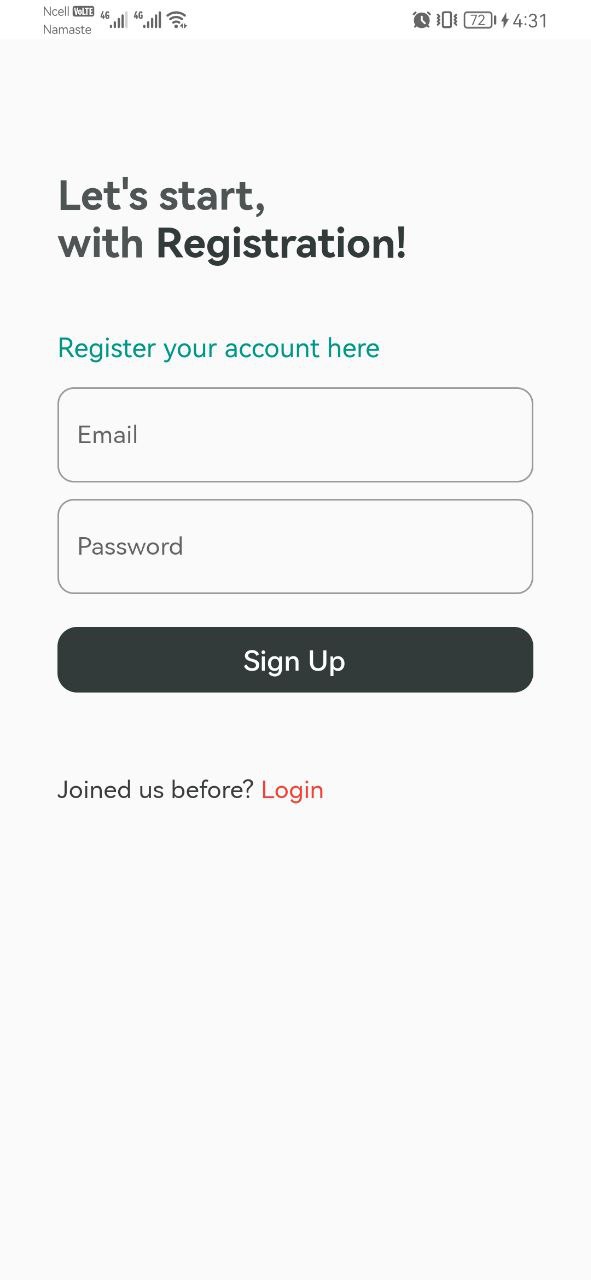 Ncell VoLTE 4G 4G 72 4:31
Namaste
Let's start,
with Registration!
Register your account here
Email
Password
Sign Up
Joined us before? Login